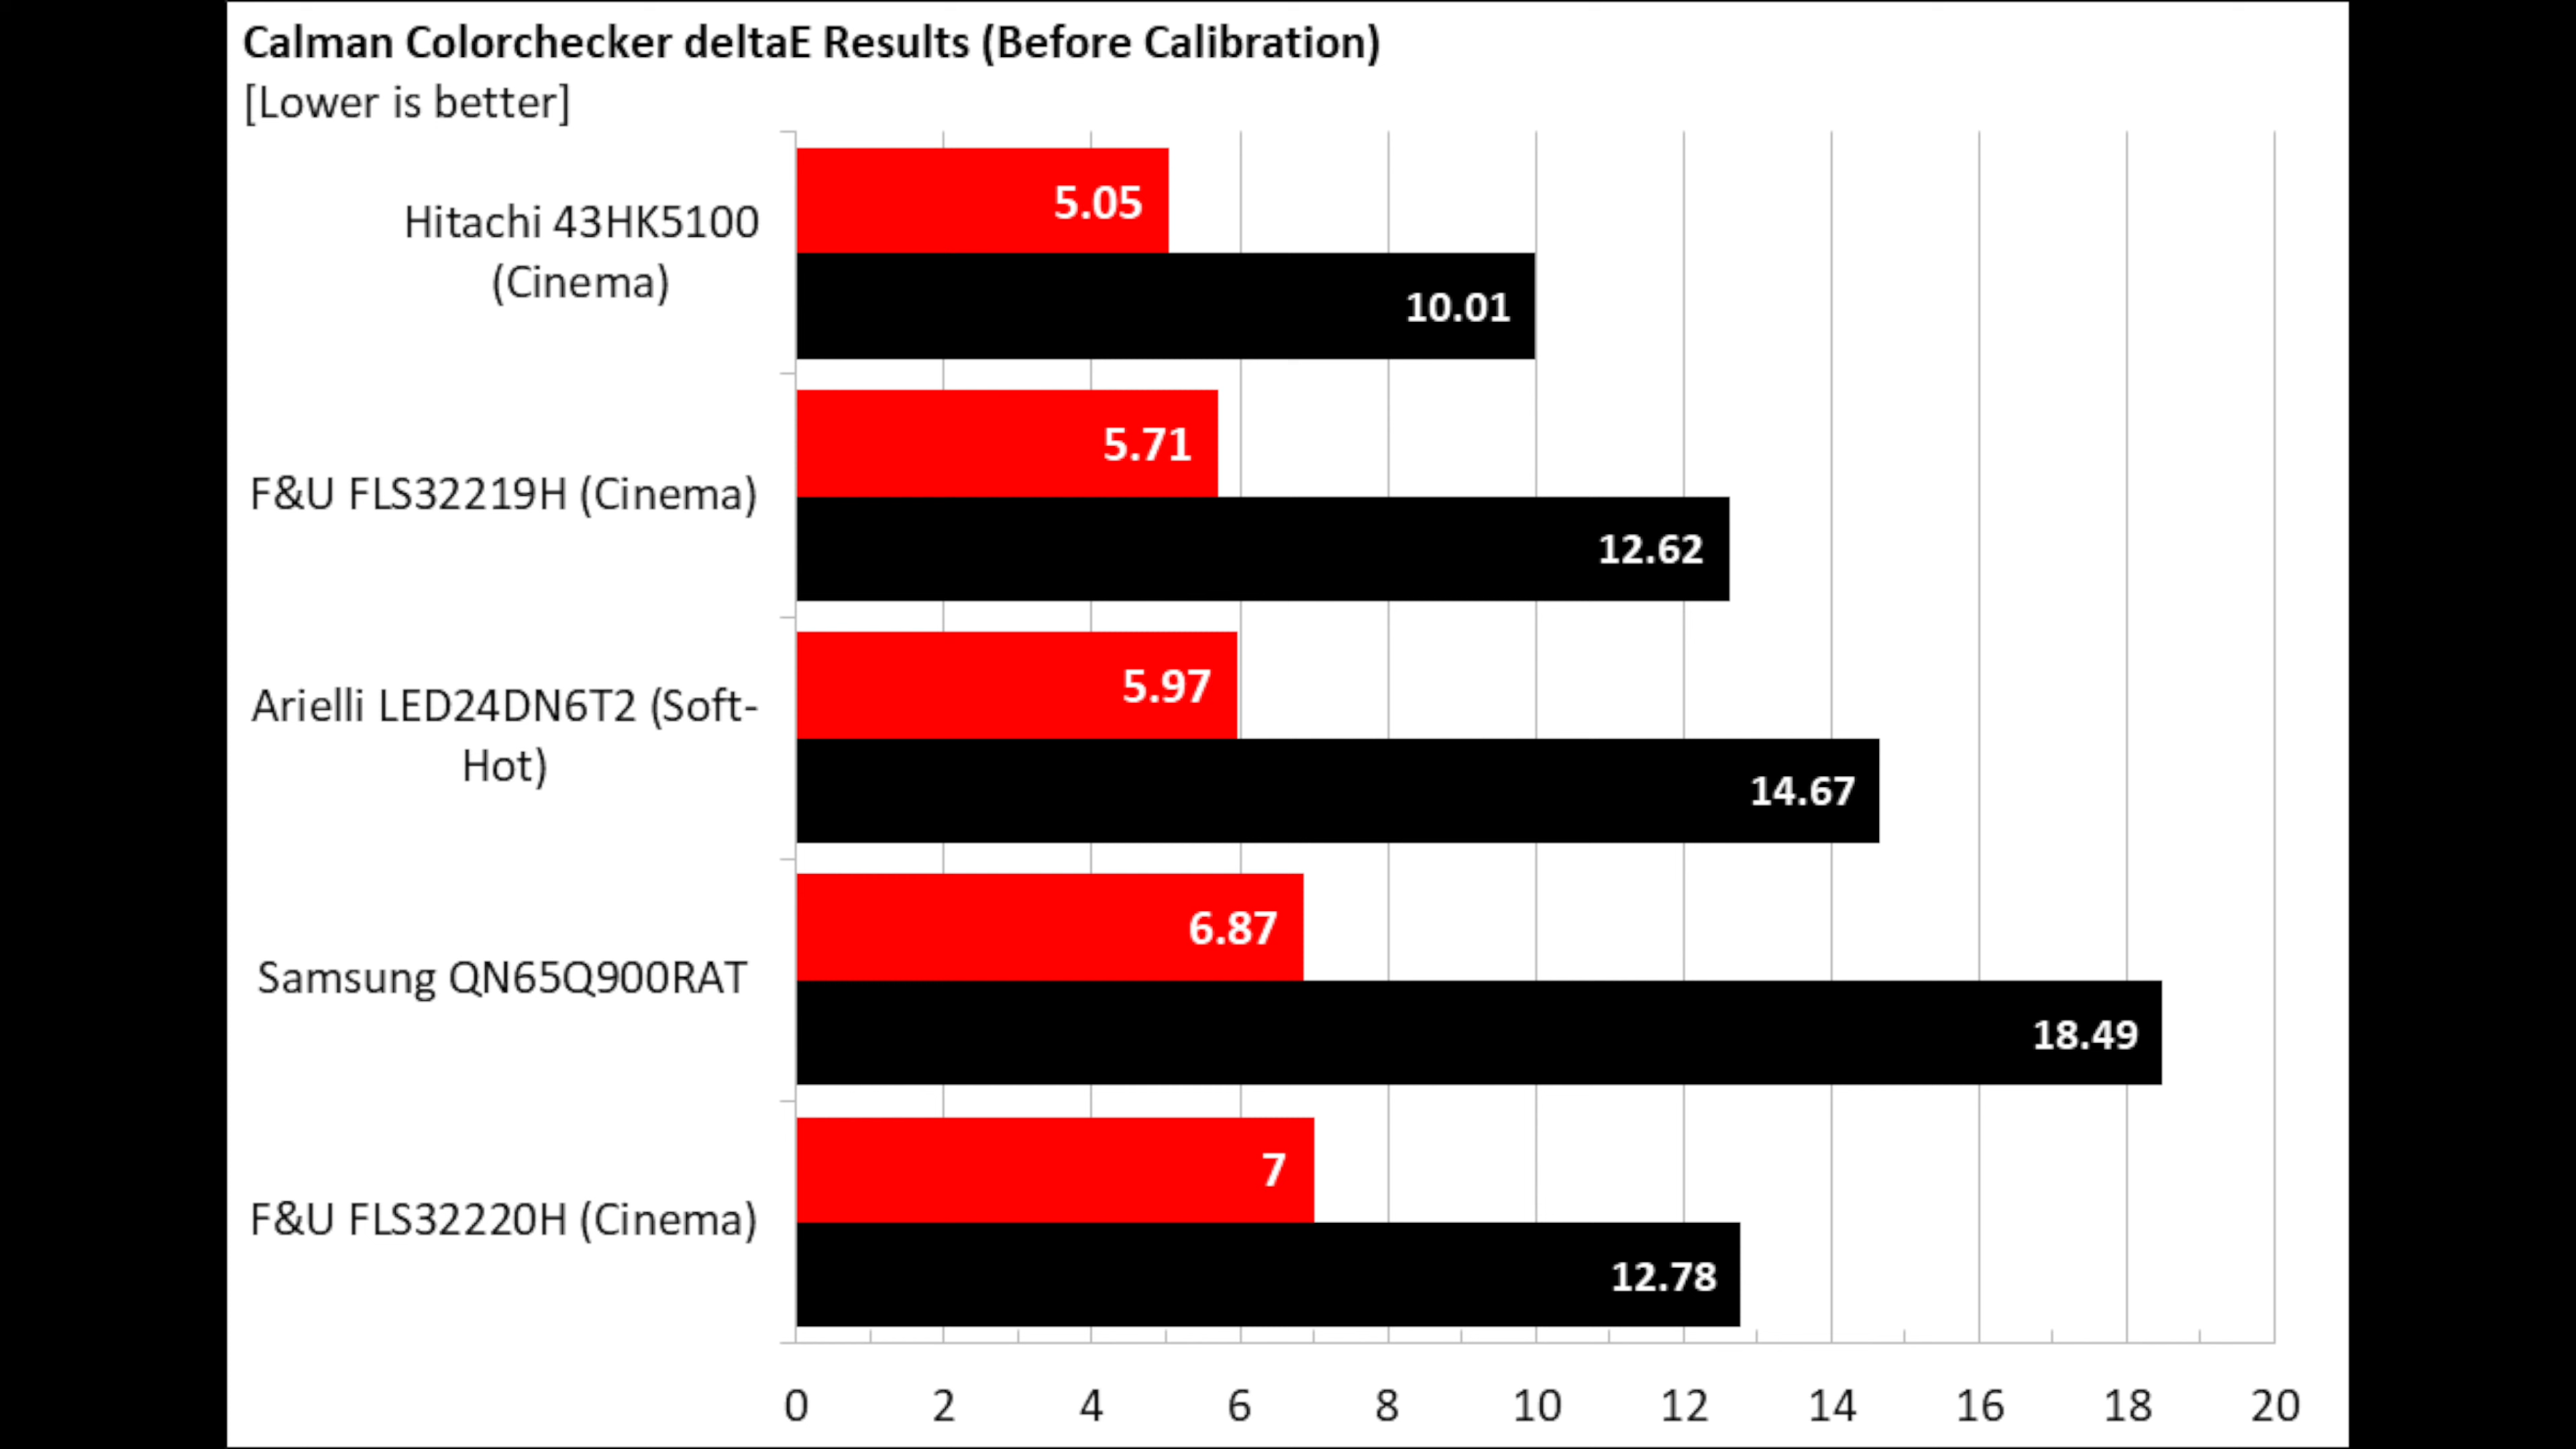 Calman Colorchecker deltaE Results (Before Calibration)
[Lower is better]
Hitachi 43HK5100
(Cinema)
5.05
10.01
F&U FLS32219H (Cinema)
5.71
12.62
Arielli LED24DN6T2 (Soft-
Hot)
5.97
14.67
Samsung QN65Q900RAT
6.87
18.49
F&U FLS32220H (Cinema)
7
12.78
0 2 4 6 8 10 12 14 16 18 20